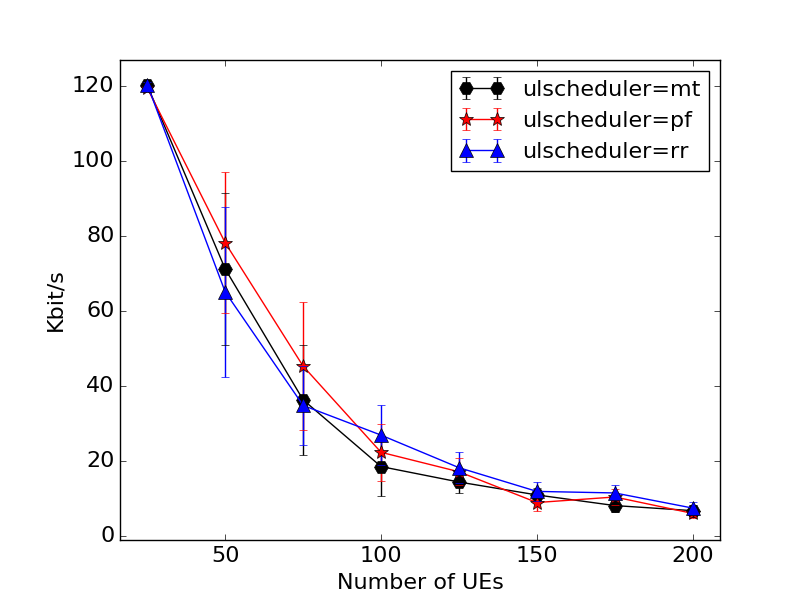 120
100
80
60
40
20
0
Kbit/s
ulscheduler=mt
ulscheduler=pf
ulscheduler=rr
50 100 150 200
Number of UEs